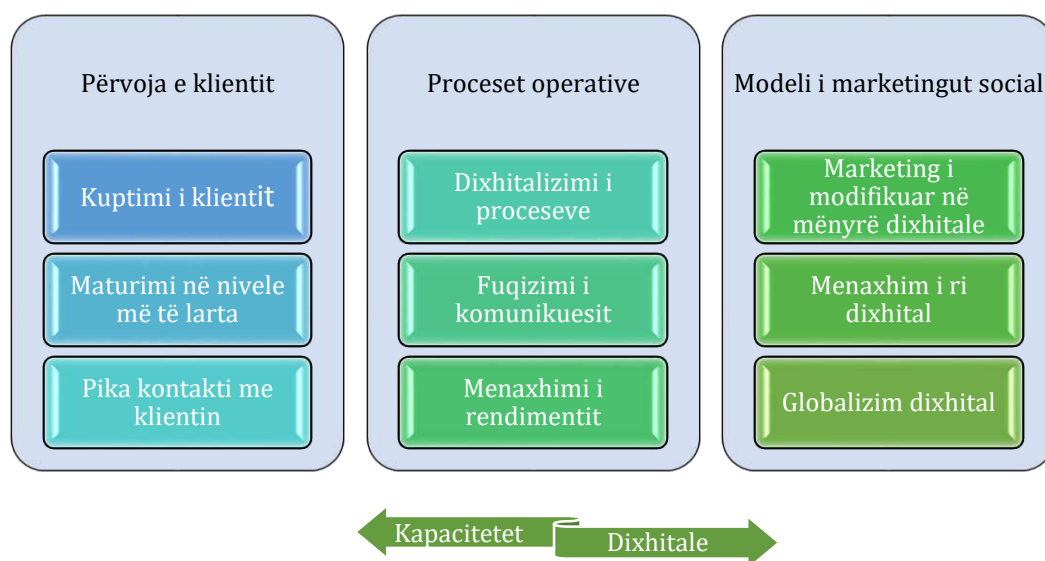 Përvoja e klientit
Kuptimi i klientit
Maturimi në nivele
më të larta
Pika kontakti me
klientin
Proceset operative
Dixhitalizimi i
proceseve
Fuqizimi i
komunikuesit
Menaxhimi i
rendimentit
Modeli i marketingut social
Marketing i
modifikuar në
mënyrë dixhitale
Menaxhim i ri
dixhital
Globalizim dixhital
Kapacitetet
Dixhitale